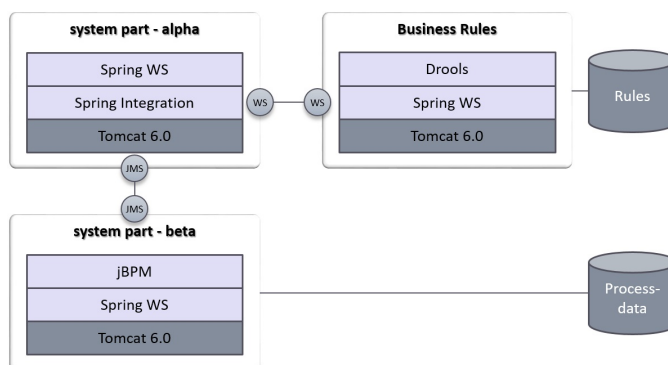 system part - alpha
Spring WS
Spring Integration
Tomcat 6.0
WS
WS
Business Rules
Drools
Spring WS
Tomcat 6.0
Rules
JMS
JMS
system part - beta
jBPM
Spring WS
Tomcat 6.0
Process-
data